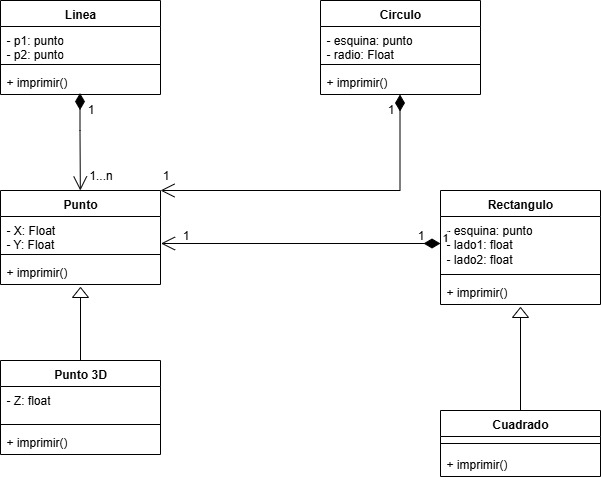 Linea
- p1: punto
- p2: punto
+ imprimir()
Circulo
- esquina: punto
- radio: Float
+ imprimir()
1
1
1...n
1
Punto
- X: Float
- Y: Float
+ imprimir()
1
1
1
Rectangulo
- esquina: punto
- lado1: float
- lado2: float
+ imprimir()
Punto 3D
- Z: float
+ imprimir()
Cuadrado
+ imprimir()